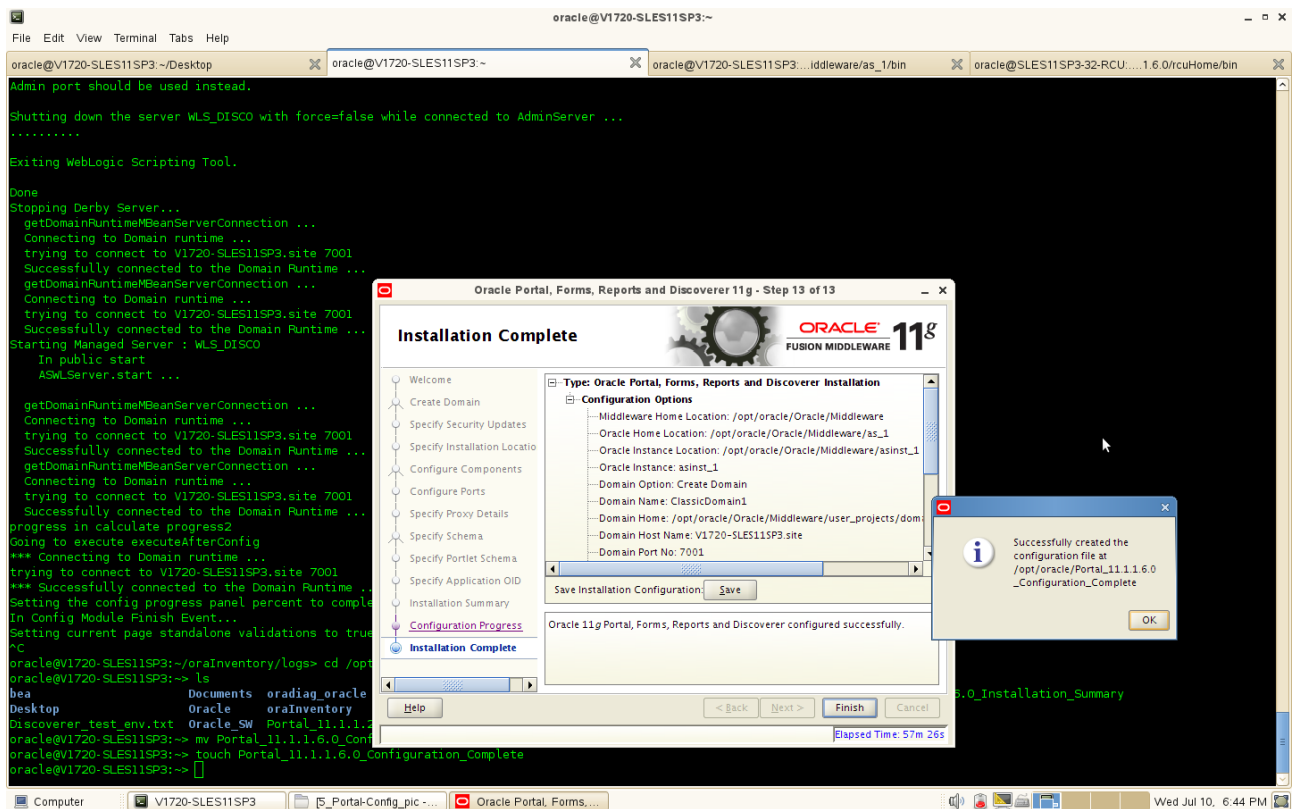 oracle@V1720-SLES11SP3:~
File Edit View Terminal Tabs Help
oracle@V1720-SLES11SP3:~/Desktop
oracle@V1720-SLES11SP3:~
oracle@V1720-SLES11SP3:...iddleware/as_1/bin
oracle@SLES11SP3-32-RCU:....1.6.0/rcuHome/bin
Admin port should be used instead.
Shutting down the server WLS_DISCO with force=false while connected to AdminServer ...
..........
Exiting WebLogic Scripting Tool.
Done
Stopping Derby Server...
getDomainRuntimeMBeanServerConnection ...
Connecting to Domain runtime ...
trying to connect to V1720-SLES11SP3.site 7001
Successfully connected to the Domain Runtime ...
getDomainRuntimeMBeanServerConnection ...
Connecting to Domain runtime ...
trying to connect to V1720-SLES11SP3.site 7001
Successfully connected to the Domain Runtime ...
Starting Managed Server : WLS_DISCO
In public start
ASWLServer.start ...
getDomainRuntimeMBeanServerConnection ...
Connecting to Domain runtime ...
trying to connect to V1720-SLES11SP3.site 7001
Successfully connected to the Domain Runtime ...
getDomainRuntimeMBeanServerConnection ...
Connecting to Domain runtime ...
trying to connect to V1720-SLES11SP3.site 7001
Successfully connected to the Domain Runtime ...
progress in calculate progress2
Going to execute executeAfterConfig
*** Connecting to Domain runtime ...
trying to connect to V1720-SLES11SP3.site 7001
*** Successfully connected to the Domain Runtime ..
Setting the config progress panel percent to comple
In Config Module Finish Event...
Setting current page standalone validations to true
^C
oracle@V1720-SLES11SP3:~/oraInventory/logs> cd /opt
oracle@V1720-SLES11SP3:~> ls
bea Documents oradiag_oracle 6.0_Installation_Summary
Desktop Oracle oraInventory
Discoverer_test_env.txt Oracle_SW Portal_11.1.1.2
oracle@V1720-SLES11SP3:~> mv Portal_11.1.1.6.0_Conf
oracle@V1720-SLES11SP3:~> touch Portal_11.1.1.6.0_Configuration_Complete
oracle@V1720-SLES11SP3:~>
Oracle Portal, Forms, Reports and Discoverer 11g - Step 13 of 13
Installation Complete
ORACLE
FUSION MIDDLEWARE 11g
Welcome
Create Domain
Specify Security Updates
Specify Installation Locatio
Configure Components
Configure Ports
Specify Proxy Details
Specify Schema
Specify Portlet Schema
Specify Application OID
Installation Summary
Configuration Progress
Installation Complete
Type: Oracle Portal, Forms, Reports and Discoverer Installation
Configuration Options
Middleware Home Location: /opt/oracle/Oracle/Middleware
Oracle Home Location: /opt/oracle/Oracle/Middleware/as_1
Oracle Instance Location: /opt/oracle/Oracle/Middleware/asinst_1
Oracle Instance: asinst_1
Domain Option: Create Domain
Domain Name: ClassicDomain1
Domain Home: /opt/oracle/Oracle/Middleware/user_projects/dom
Domain Host Name: V1720-SLES11SP3.site
Domain Port No: 7001
Save Installation Configuration: Save
Oracle 11g Portal, Forms, Reports and Discoverer configured successfully.
Help < Back Next > Finish Cancel
Elapsed Time: 57m 26s
Successfully created the
configuration file at
/opt/oracle/Portal_11.1.1.6.0
_Configuration_Complete
OK
Computer
V1720-SLES11SP3
[5_Portal-Config_pic -...
Oracle Portal, Forms,...
Wed Jul 10, 6:44 PM